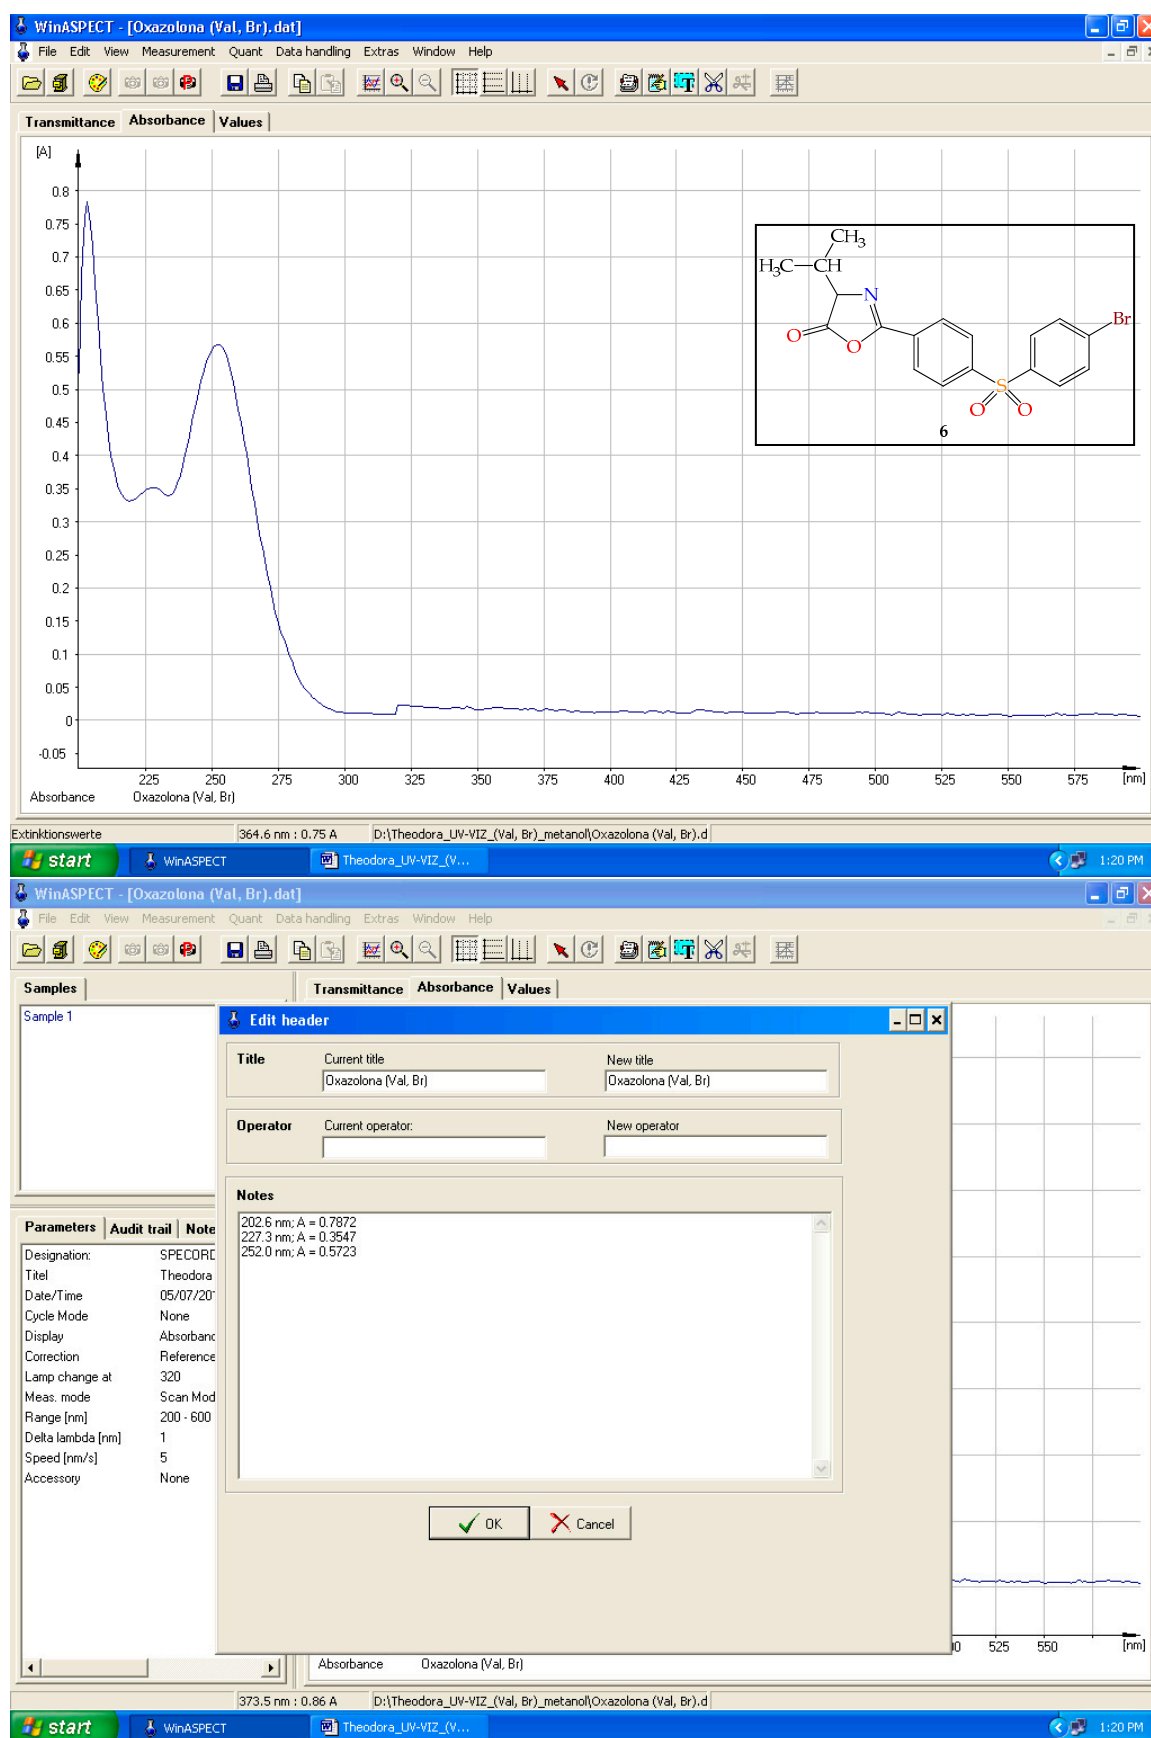 WinASPECT - [Oxazolona (Val, Br).dat]
File Edit View Measurement Quant Data handling Extras Window Help
Transmittance Absorbance Values
[A]
0.8
0.75
0.7
0.65
0.6
0.55
0.5
0.45
0.4
0.35
0.3
0.25
0.2
0.15
0.1
0.05
0
-0.05
CH3
H3C CH
N
O
O
Br
S
O O
6
225 250 275 300 325 350 375 400 425 450 475 500 525 550 575 [nm]
Absorbance Oxazolona (Val, Br)
Extinktionswerte 364.6 nm : 0.75 A D:\Theodora_UV-VIZ_(Val, Br)_metanol\Oxazolona (Val, Br).d
start WinASPECT Theodora_UV-VIZ_(V... 1:20 PM
WinASPECT - [Oxazolona (Val, Br).dat]
File Edit View Measurement Quant Data handling Extras Window Help
Samples Transmittance Absorbance Values
Sample 1
Edit header
Title Current title New title
Oxazolona (Val, Br) Oxazolona (Val, Br)
Operator Current operator: New operator
Notes
202.6 nm; A = 0.7872
227.3 nm; A = 0.3547
252.0 nm; A = 0.5723
Parameters Audit trail Note
Designation: SPECORD
Titel Theodora
Date/Time 05/07/20
Cycle Mode None
Display Absorbanc
Correction Reference
Lamp change at 320
Meas. mode Scan Mod
Range [nm] 200 - 600
Delta lambda [nm] 1
Speed [nm/s] 5
Accessory None
OK Cancel
525 550 [nm]
Absorbance Oxazolona (Val, Br)
373.5 nm : 0.86 A D:\Theodora_UV-VIZ_(Val, Br)_metanol\Oxazolona (Val, Br).d
start WinASPECT Theodora_UV-VIZ_(V... 1:20 PM